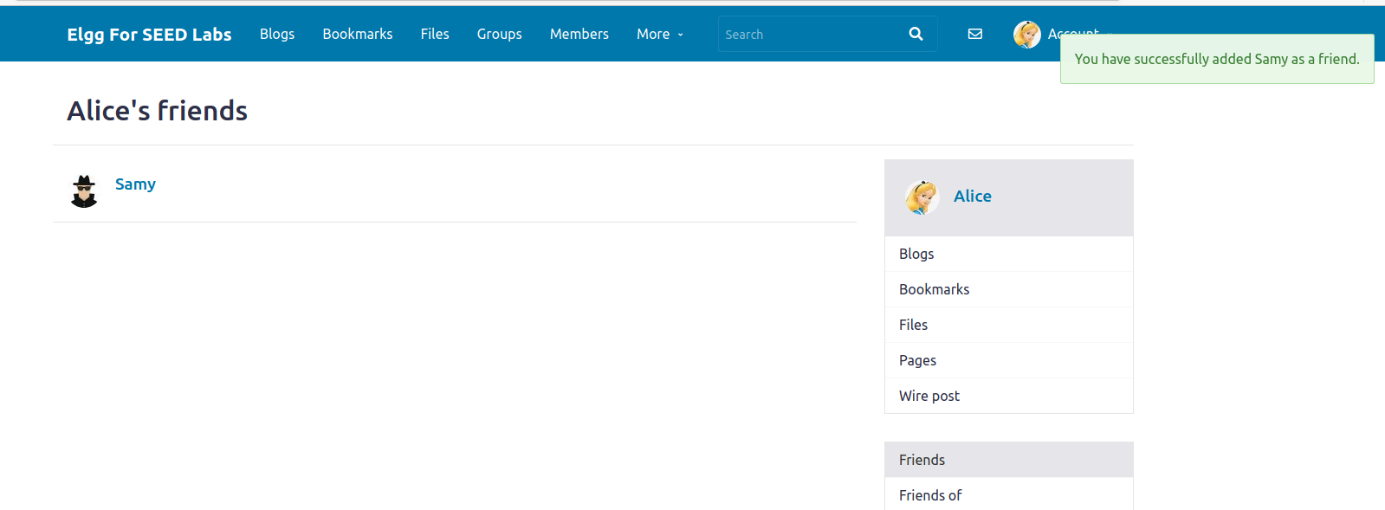 Elgg For SEED Labs Blogs Bookmarks Files Groups Members More Search Account
You have successfully added Samy as a friend.
Alice's friends
Samy
Alice
Blogs
Bookmarks
Files
Pages
Wire post
Friends
Friends of